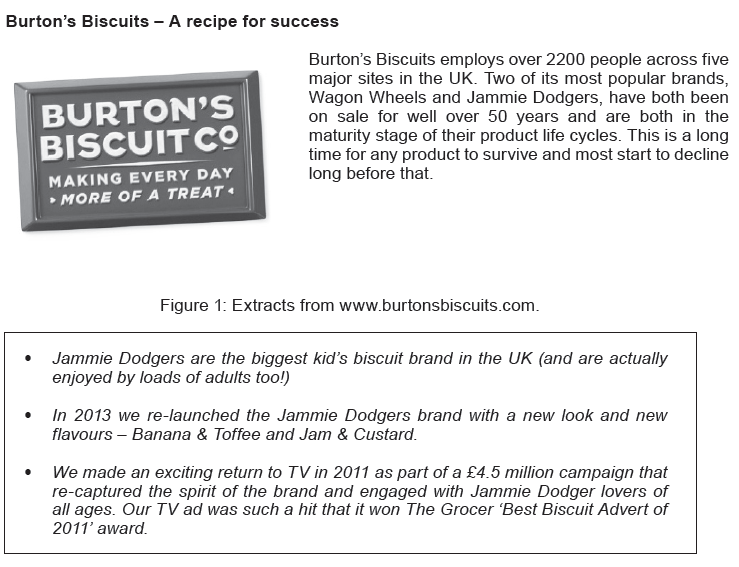 Burton’s Biscuits – A recipe for success
BURTON'S
BISCUIT CO
MAKING EVERY DAY
• MORE OF A TREAT •
Burton’s Biscuits employs over 2200 people across five
major sites in the UK. Two of its most popular brands,
Wagon Wheels and Jammie Dodgers, have both been
on sale for well over 50 years and are both in the
maturity stage of their product life cycles. This is a long
time for any product to survive and most start to decline
long before that.
Figure 1: Extracts from www.burtonsbiscuits.com.
• Jammie Dodgers are the biggest kid’s biscuit brand in the UK (and are actually
enjoyed by loads of adults too!)
• In 2013 we re-launched the Jammie Dodgers brand with a new look and new
flavours – Banana & Toffee and Jam & Custard.
• We made an exciting return to TV in 2011 as part of a £4.5 million campaign that
re-captured the spirit of the brand and engaged with Jammie Dodger lovers of
all ages. Our TV ad was such a hit that it won The Grocer ‘Best Biscuit Advert of
2011’ award.